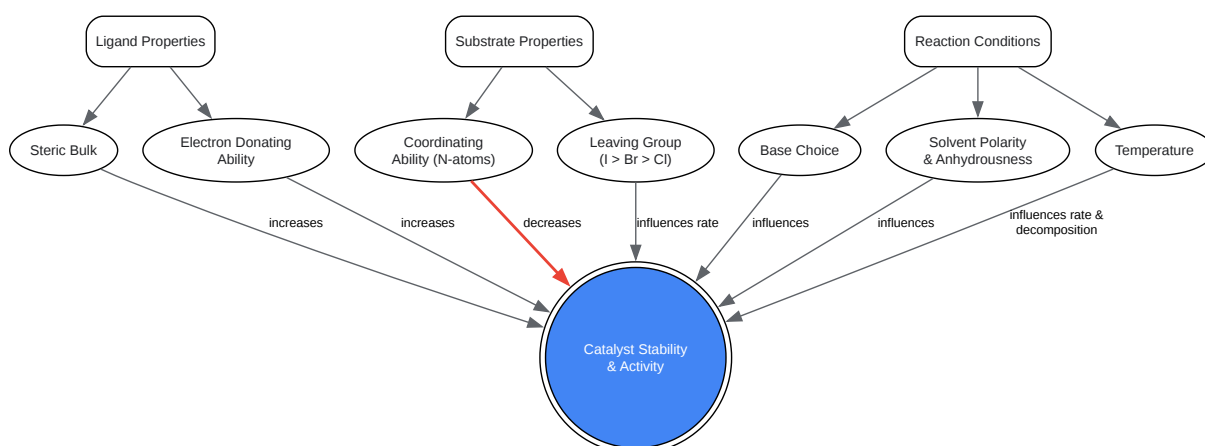 Ligand Properties
Substrate Properties
Reaction Conditions
Steric Bulk
Electron Donating
Ability
Coordinating
Ability (N-atoms)
Leaving Group
(I > Br > Cl)
Base Choice
Solvent Polarity
& Anhydrousness
Temperature
increases
increases
decreases
influences rate
influences
influences
influences rate &
decomposition
Catalyst Stability
& Activity